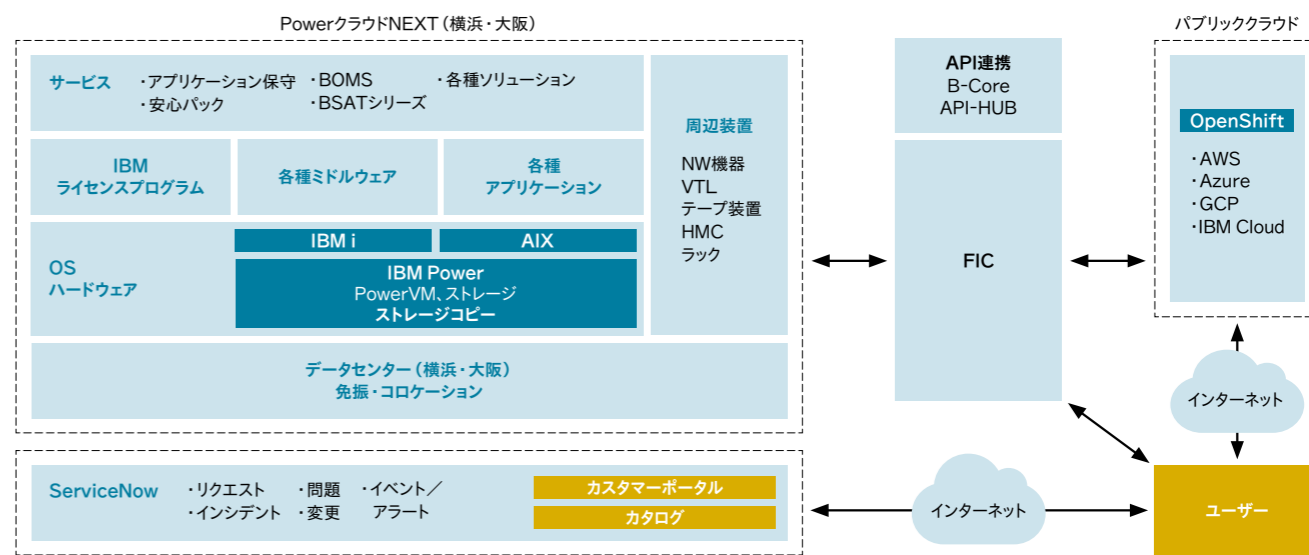 PowerクラウドNEXT（横浜・大阪）
サービス
・アプリケーション保守
・安心パック
・BOMS
・BSATシリーズ
・各種ソリューション
IBM
ライセンスプログラム
各種ミドルウェア
各種
アプリケーション
OS
ハードウェア
IBM i
AIX
IBM Power
PowerVM、ストレージ
ストレージコピー
周辺装置
NW機器
VTL
テープ装置
HMC
ラック
データセンター（横浜・大阪）
免振・コロケーション
ServiceNow
・リクエスト
・インシデント
・問題
・変更
・イベント／
アラート
カスタマーポータル
カタログ
API連携
B-Core
API-HUB
FIC
パブリッククラウド
OpenShift
・AWS
・Azure
・GCP
・IBM Cloud
インターネット
インターネット
ユーザー